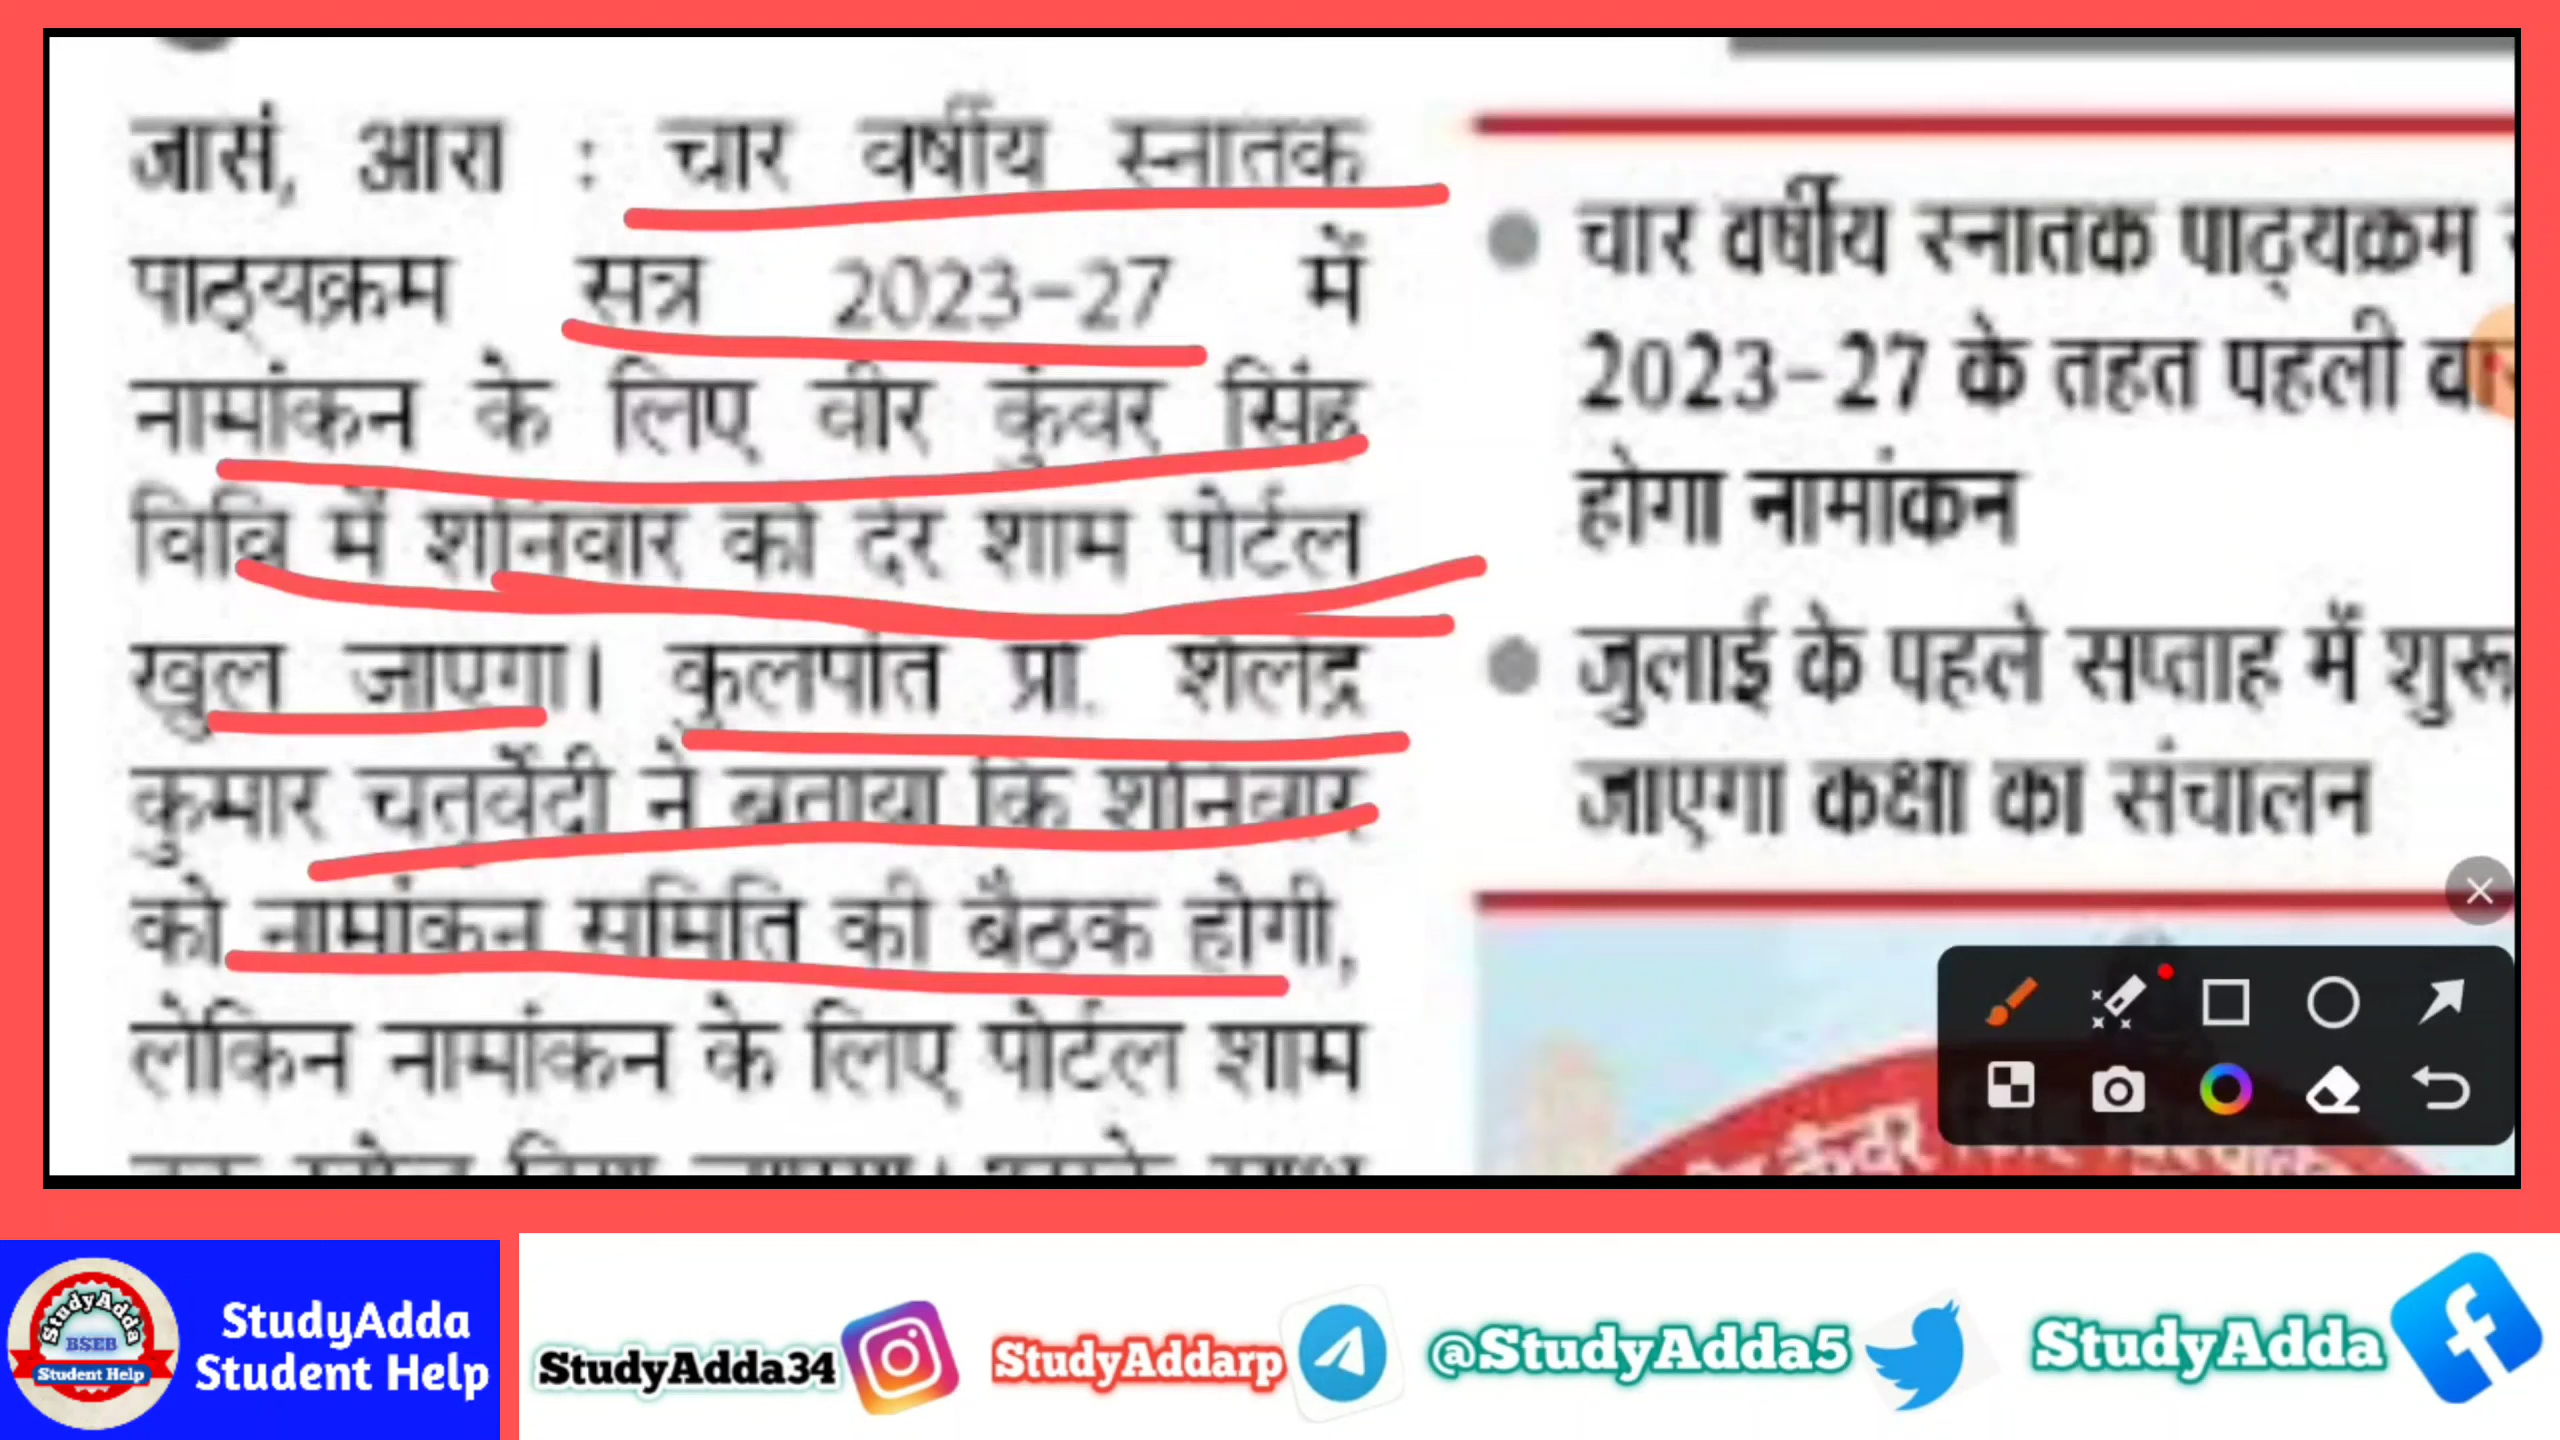 जासं, आरा : चार वर्षीय स्नातक
पाठ्यक्रम सत्र 2023-27 में
नामांकन के लिए वीर कुंवर सिंह
विवि में शनिवार को देर शाम पोर्टल
खुल जाएगा। कुलपति प्रो. शैलेंद्र
कुमार चतुर्वेदी ने बताया कि शनिवार
को नामांकन समिति की बैठक होगी,
लेकिन नामांकन के लिए पोर्टल शाम
चार वर्षीय स्नातक पाठ्यक्रम
2023-27 के तहत पहली
होगा नामांकन
जुलाई के पहले सप्ताह में शुरू
जाएगा कक्षा का संचालन
StudyAdda
BSEB
Student Help
StudyAdda
Student Help
StudyAdda34
StudyAddarp
@StudyAdda5
StudyAdda